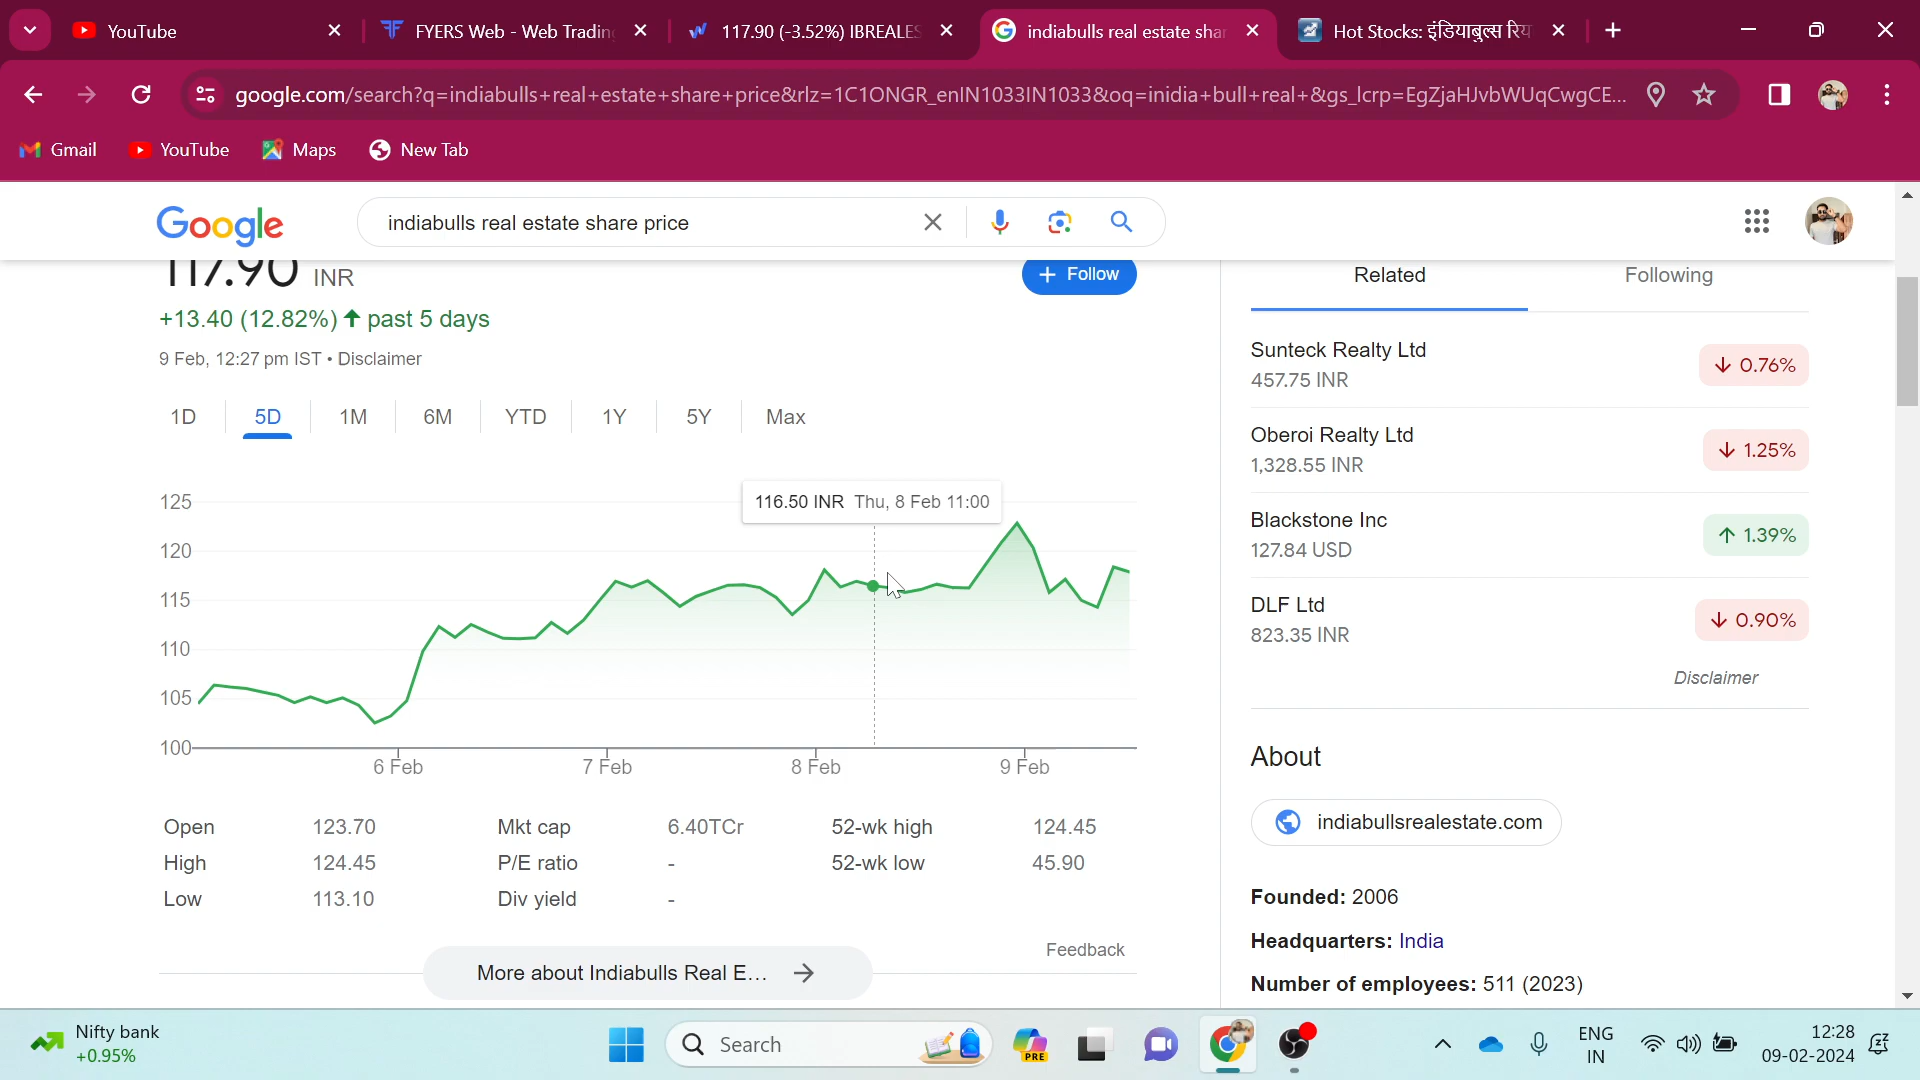 YouTube
FYERS Web - Web Trading
117.90 (-3.52%) IBREALES
indiabulls real estate shar
Hot Stocks: इंडियाबुल्स रिय
google.com/search?q=indiabulls+real+estate+share+price&rlz=1C1ONGR_enIN1033IN1033&oq=inidia+bull+real+&gs_lcrp=EgZjaHJvbWUqCwgCE...
Gmail
YouTube
Maps
New Tab
Google
indiabulls real estate share price
117.90 INR
+ Follow
+13.40 (12.82%) ↑ past 5 days
9 Feb, 12:27 pm IST • Disclaimer
1D 5D 1M 6M YTD 1Y 5Y Max
116.50 INR Thu, 8 Feb 11:00
125
120
115
110
105
100
6 Feb 7 Feb 8 Feb 9 Feb
Open 123.70 Mkt cap 6.40TCr 52-wk high 124.45
High 124.45 P/E ratio - 52-wk low 45.90
Low 113.10 Div yield -
Feedback
More about Indiabulls Real E... →
Related Following
Sunteck Realty Ltd
457.75 INR
↓ 0.76%
Oberoi Realty Ltd
1,328.55 INR
↓ 1.25%
Blackstone Inc
127.84 USD
↑ 1.39%
DLF Ltd
823.35 INR
↓ 0.90%
Disclaimer
About
indiabullsrealestate.com
Founded: 2006
Headquarters: India
Number of employees: 511 (2023)
Nifty bank
+0.95%
Search
PRE
ENG
IN
12:28
09-02-2024